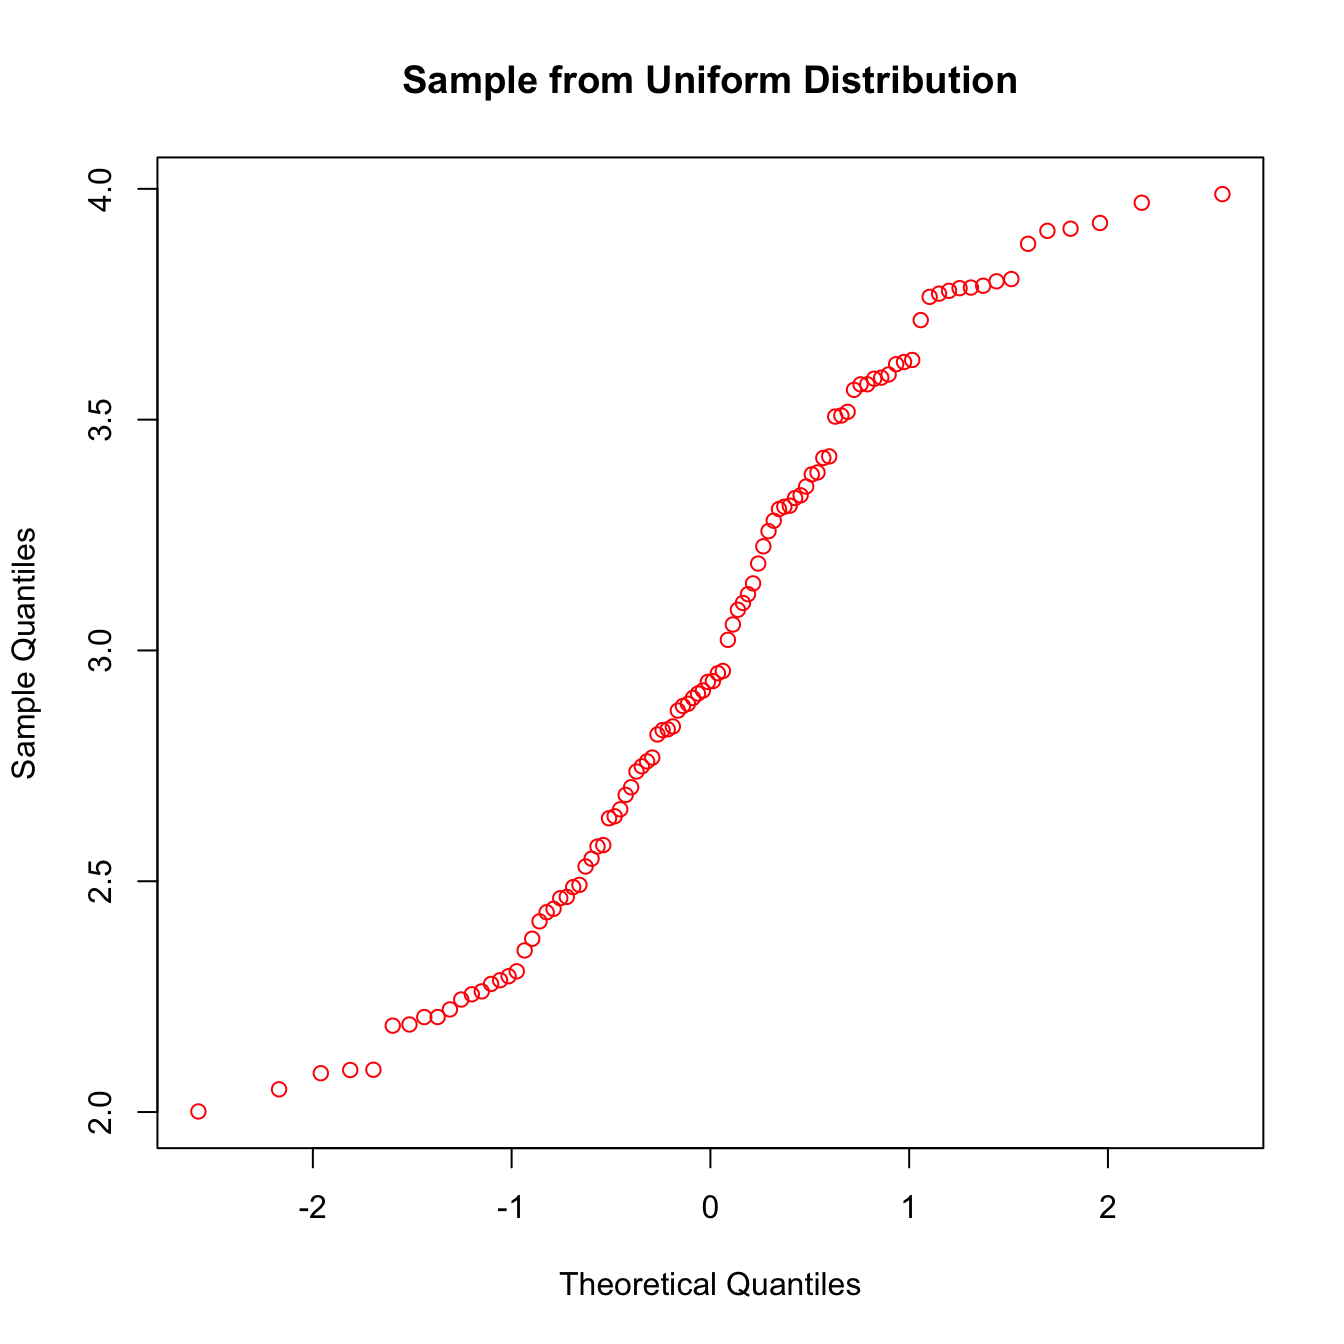 Sample from Uniform Distribution
4.0
3.5
3.0
2.5
2.0
Sample Quantiles
-2 -1 0 1 2
Theoretical Quantiles